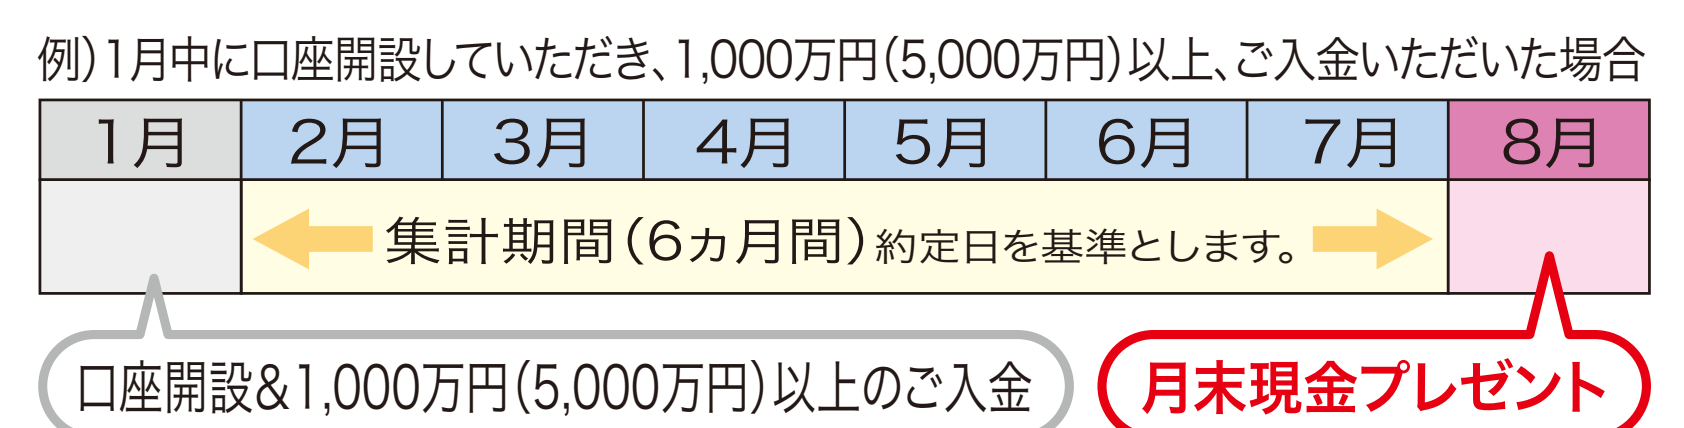 例)1月中に口座開設していただき、1,000万円(5,000万円)以上、ご入金いただいた場合
1月 2月 3月 4月 5月 6月 7月 8月
集計期間(6ヵ月間)約定日を基準とします。
口座開設&1,000万円(5,000万円)以上のご入金
月末現金プレゼント